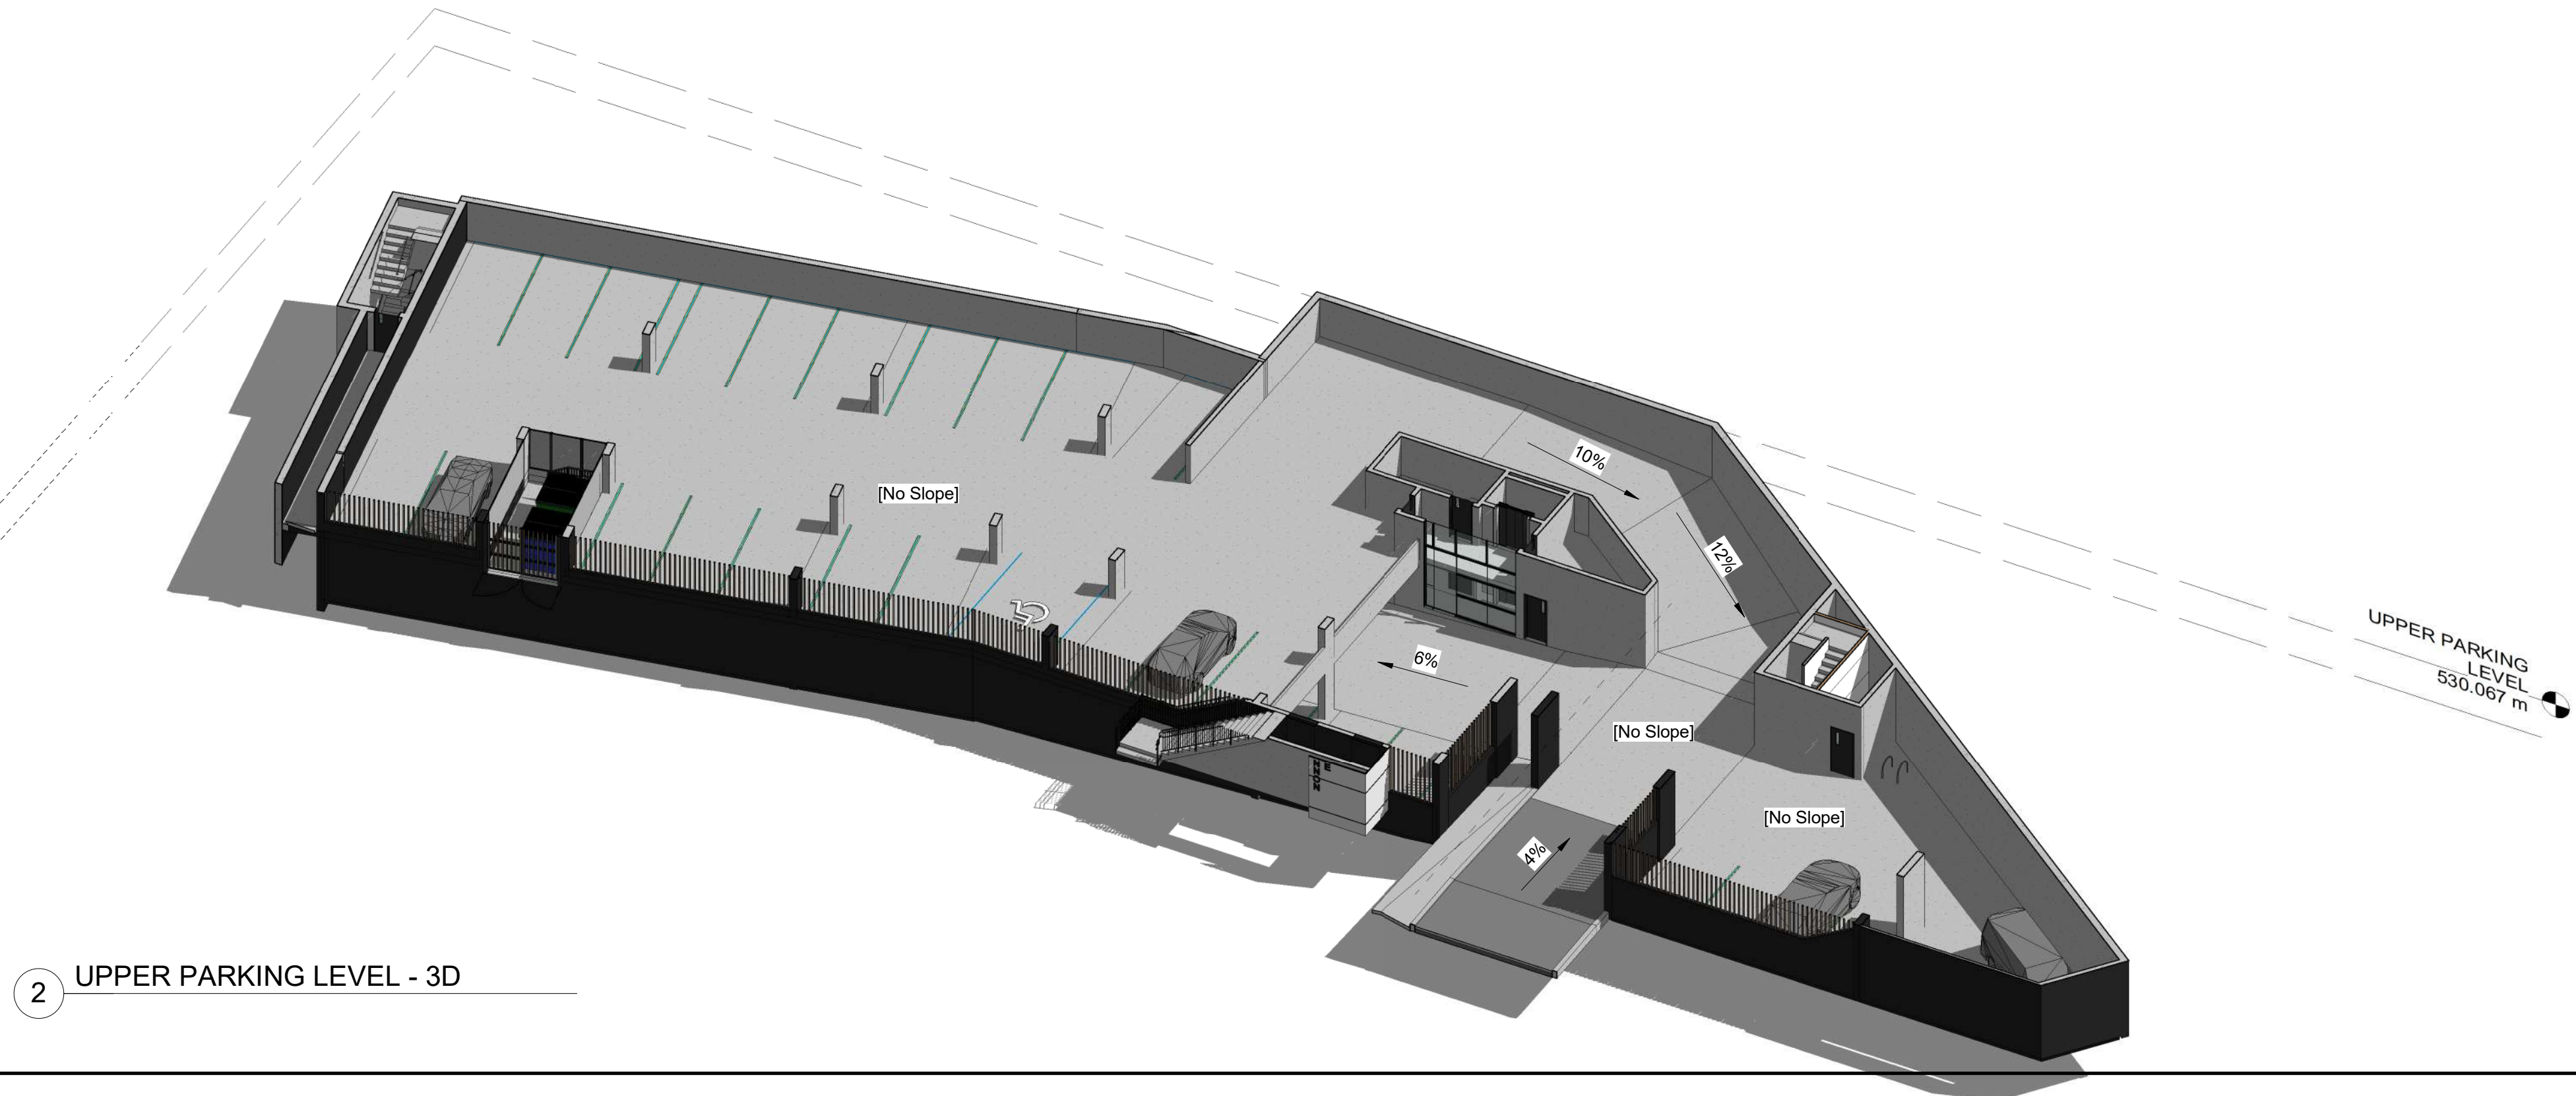 [No Slope]
10%
12%
6%
[No Slope]
[No Slope]
4%
UPPER PARKING
LEVEL
530.067 m
2
UPPER PARKING LEVEL - 3D